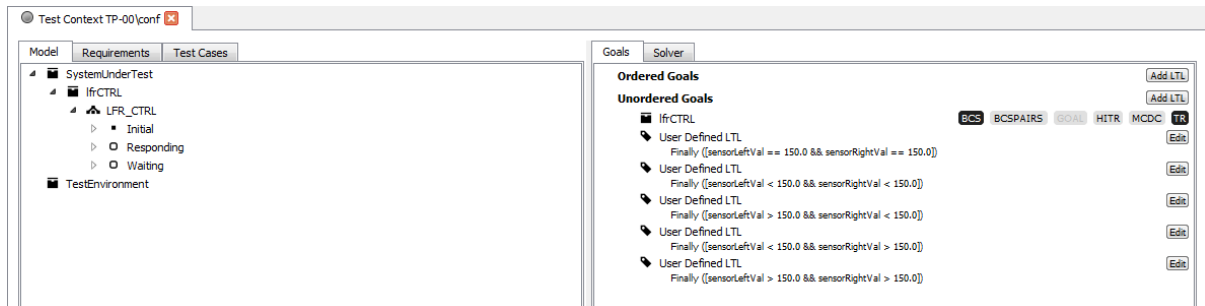 Test Context TP-00\conf
Model Requirements Test Cases
SystemUnderTest
lfrCTRL
LFR_CTRL
Initial
Responding
Waiting
TestEnvironment
Goals Solver
Ordered Goals Add LTL
Unordered Goals Add LTL
lfrCTRL BCS BCSPAIRS GOAL HITR MCDC TR
User Defined LTL Edit
Finally ([sensorLeftVal == 150.0 && sensorRightVal == 150.0])
User Defined LTL Edit
Finally ([sensorLeftVal < 150.0 && sensorRightVal < 150.0])
User Defined LTL Edit
Finally ([sensorLeftVal > 150.0 && sensorRightVal < 150.0])
User Defined LTL Edit
Finally ([sensorLeftVal < 150.0 && sensorRightVal > 150.0])
User Defined LTL Edit
Finally ([sensorLeftVal > 150.0 && sensorRightVal > 150.0])